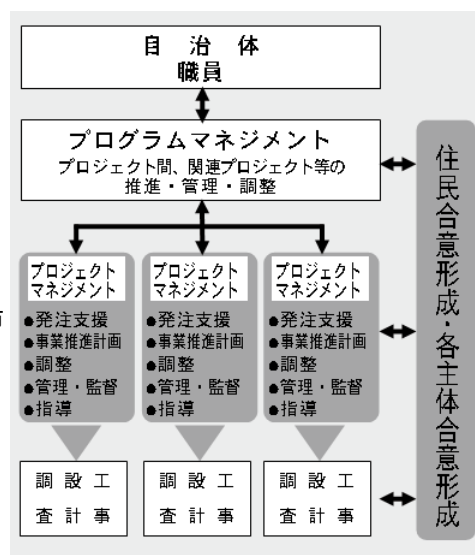 自治体
職員
プログラムマネジメント
プロジェクト間、関連プロジェクト等の
推進・管理・調整
プロジェクト
マネジメント
●発注支援
●事業推進計画
●調整
●管理・監督
●指導
プロジェクト
マネジメント
●発注支援
●事業推進計画
●調整
●管理・監督
●指導
プロジェクト
マネジメント
●発注支援
●事業推進計画
●調整
●管理・監督
●指導
調査
設計
工事
調査
設計
工事
調査
設計
工事
住民合意形成・各主体合意形成